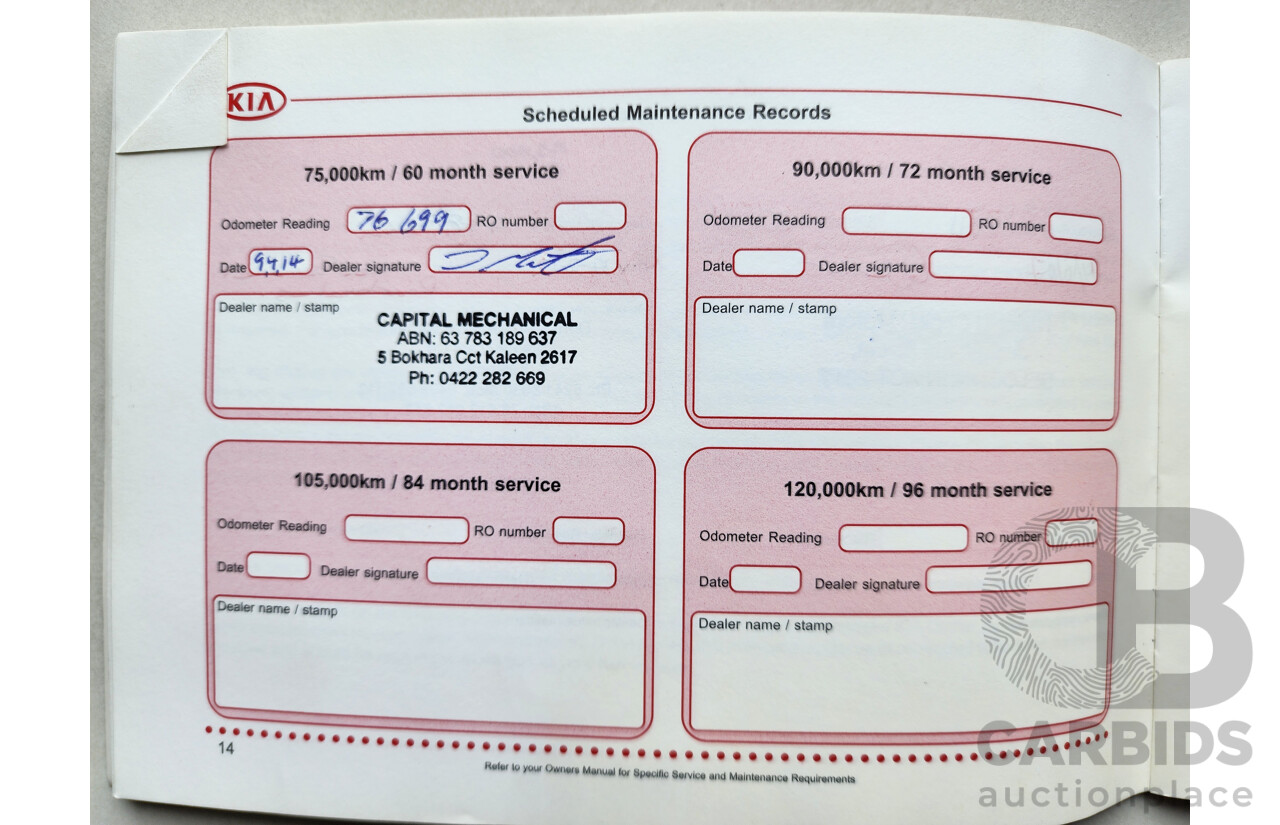 KIA
Scheduled Maintenance Records
75,000km / 60 month service
Odometer Reading 76 699 RO number
Date 9.4.14 Dealer signature
Dealer name / stamp
CAPITAL MECHANICAL
ABN: 63 783 189 637
5 Bokhara Cct Kaleen 2617
Ph: 0422 282 669
90,000km / 72 month service
Odometer Reading RO number
Date Dealer signature
Dealer name / stamp
105,000km / 84 month service
Odometer Reading RO number
Date Dealer signature
Dealer name / stamp
120,000km / 96 month service
Odometer Reading RO number
Date Dealer signature
Dealer name / stamp
14
Refer to your Owners Manual for Specific Service and Maintenance Requirements
CB
CARBIDS
auctionplace